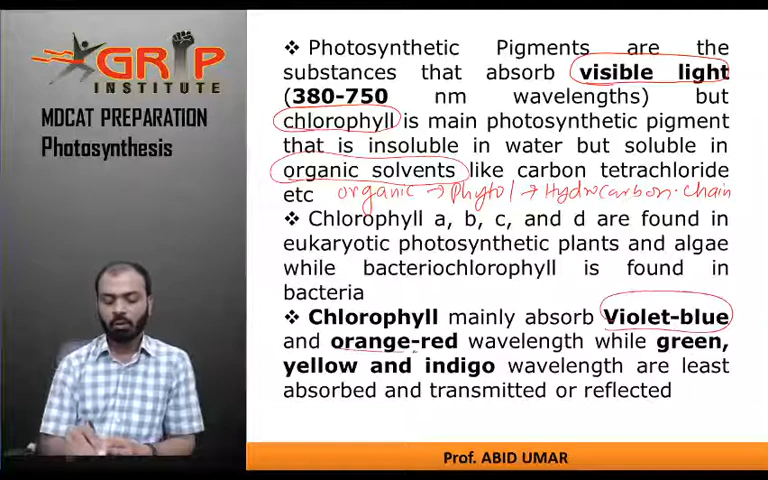 GRIP
INSTITUTE
MDCAT PREPARATION
Photosynthesis
❖ Photosynthetic Pigments are the
substances that absorb visible light
(380-750 nm wavelengths) but
chlorophyll is main photosynthetic pigment
that is insoluble in water but soluble in
organic solvents like carbon tetrachloride
etc organic → Phytol → Hydrocarbon. chain
❖ Chlorophyll a, b, c, and d are found in
eukaryotic photosynthetic plants and algae
while bacteriochlorophyll is found in
bacteria
❖ Chlorophyll mainly absorb Violet-blue
and orange-red wavelength while green,
yellow and indigo wavelength are least
absorbed and transmitted or reflected
Prof. ABID UMAR